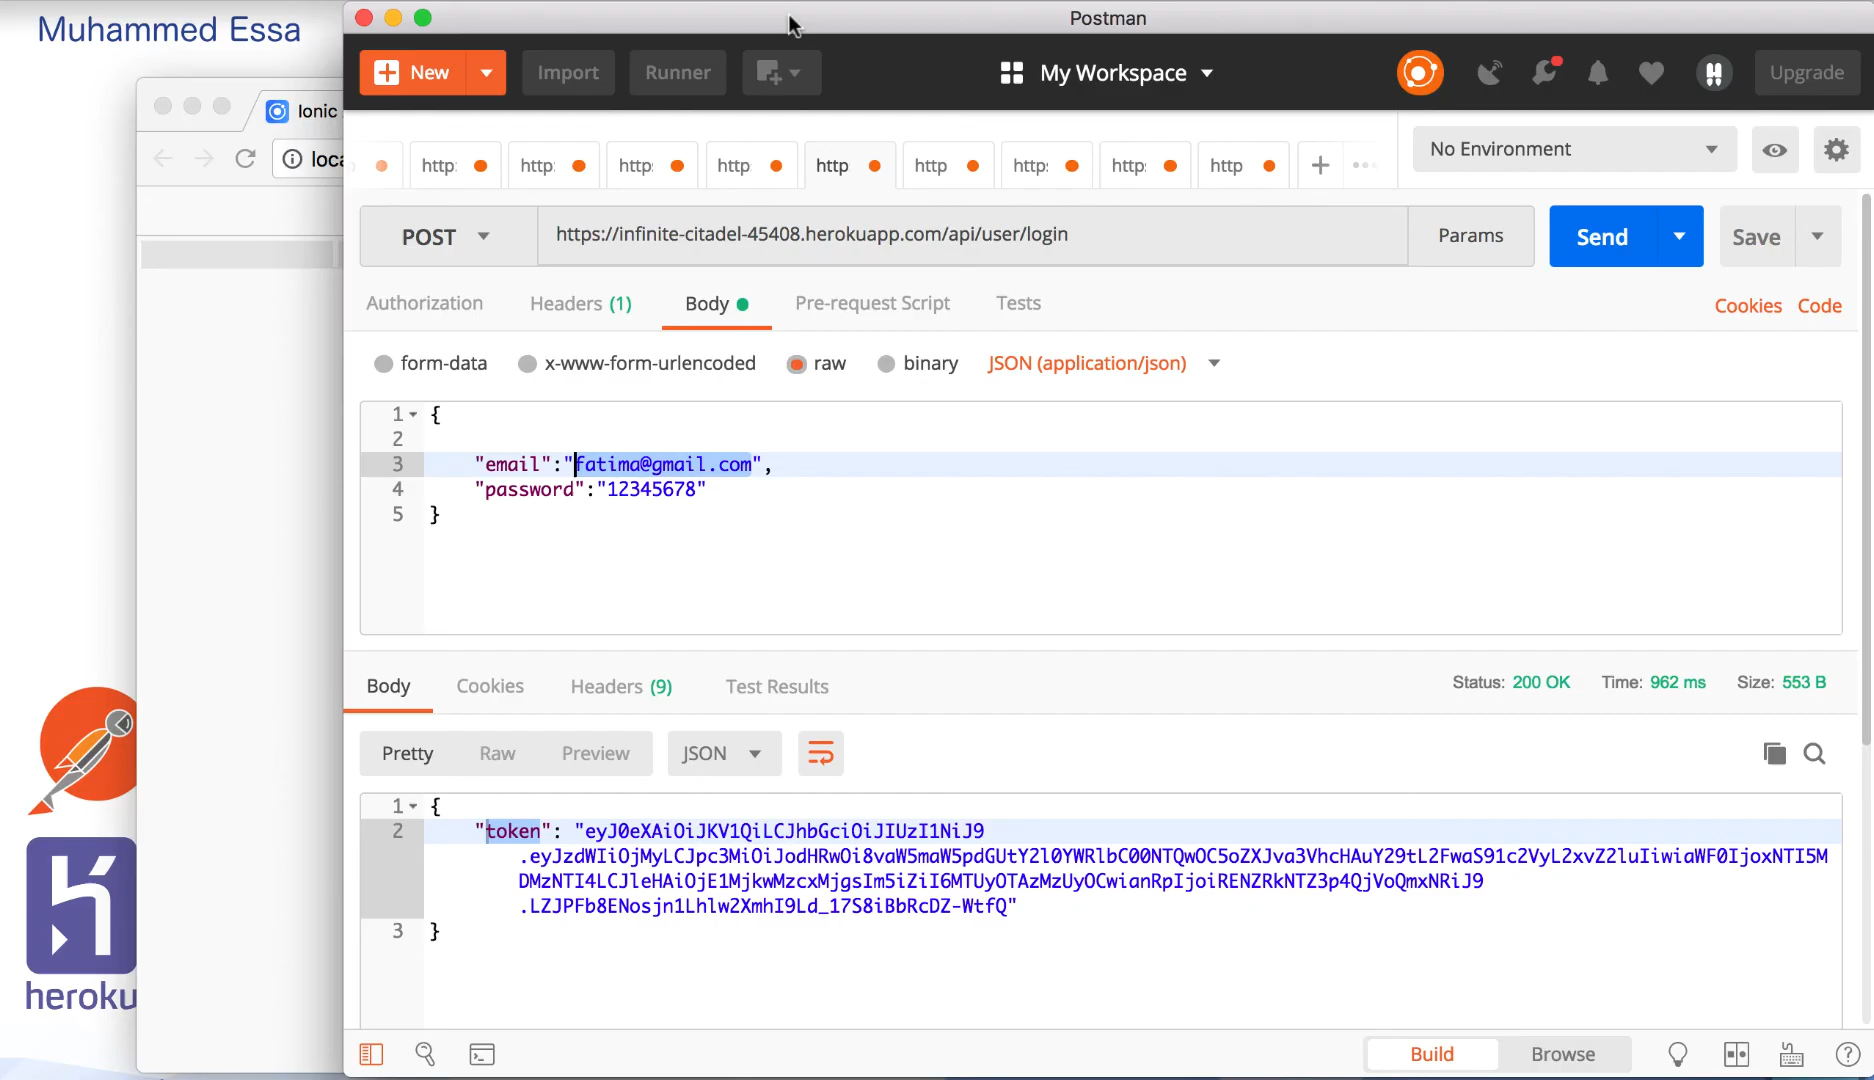 Muhammed Essa
Postman
New
Import
Runner
My Workspace
Upgrade
Ionic
loca
http:
http:
http:
http
http
http
http:
http:
http
No Environment
POST
https://infinite-citadel-45408.herokuapp.com/api/user/login
Params
Send
Save
Authorization
Headers (1)
Body
Pre-request Script
Tests
Cookies
Code
form-data
x-www-form-urlencoded
raw
binary
JSON (application/json)
1 {
2
3 "email":"fatima@gmail.com",
4 "password":"12345678"
5 }
Body
Cookies
Headers (9)
Test Results
Status: 200 OK
Time: 962 ms
Size: 553 B
Pretty
Raw
Preview
JSON
1 {
2 "token": "eyJ0eXAiOiJKV1QiLCJhbGciOiJIUzI1NiJ9
.eyJzdWIiOjMyLCJpc3MiOiJodHRwOi8vaW5maW5pdGUtY2l0YWRlbC00NTQwOC5oZXJva3VhcHAuY29tL2FwaS91c2VyL2xvZ2luIiwiaWF0IjoxNTI5M
DMzNTI4LCJleHAiOjE1MjkwMzcxMjgsIm5iZiI6MTUyOTAzMzUyOCwianRpIjoiRENZRkNTZ3p4QjVoQmxNRiJ9
.LZJPFb8ENosjn1Lhlw2XmhI9Ld_17S8iBbRcDZ-WtfQ"
3 }
heroku
Build
Browse